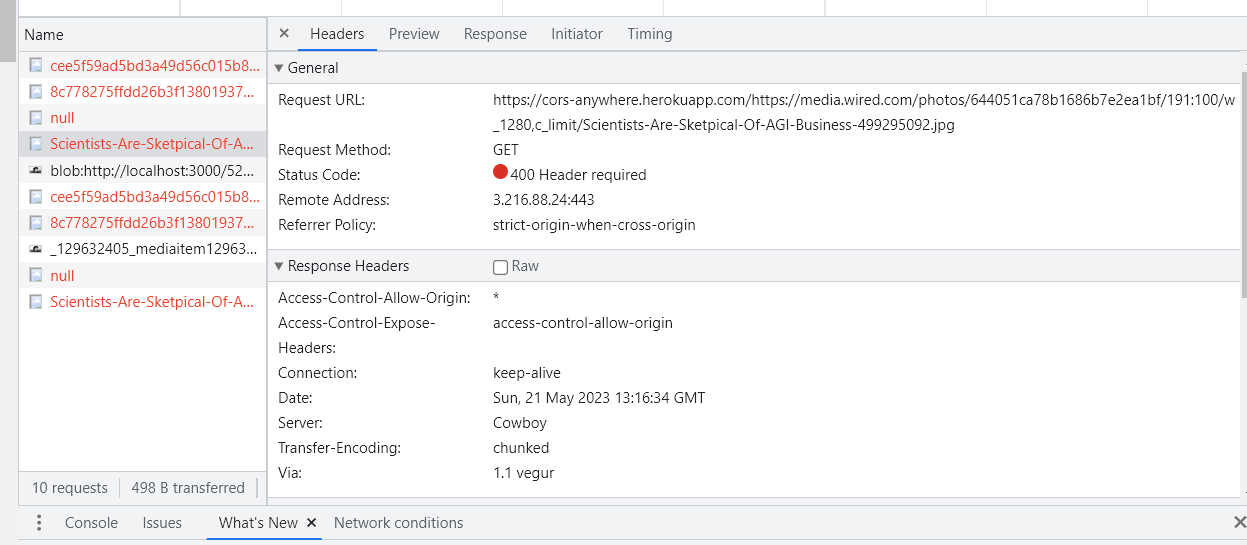 Name
cee5f59ad5bd3a49d56c015b8...
8c778275ffdd26b3f13801937...
null
Scientists-Are-Sketpical-Of-A...
blob:http://localhost:3000/52...
cee5f59ad5bd3a49d56c015b8...
8c778275ffdd26b3f13801937...
_129632405_mediaitem12963...
null
Scientists-Are-Sketpical-Of-A...
10 requests 498 B transferred
× Headers Preview Response Initiator Timing
General
Request URL: https://cors-anywhere.herokuapp.com/https://media.wired.com/photos/644051ca78b1686b7e2ea1bf/191:100/w
_1280,c_limit/Scientists-Are-Sketpical-Of-AGI-Business-499295092.jpg
Request Method: GET
Status Code: 400 Header required
Remote Address: 3.216.88.24:443
Referrer Policy: strict-origin-when-cross-origin
Response Headers Raw
Access-Control-Allow-Origin: *
Access-Control-Expose- access-control-allow-origin
Headers:
Connection: keep-alive
Date: Sun, 21 May 2023 13:16:34 GMT
Server: Cowboy
Transfer-Encoding: chunked
Via: 1.1 vegur
Console Issues What's New × Network conditions ×